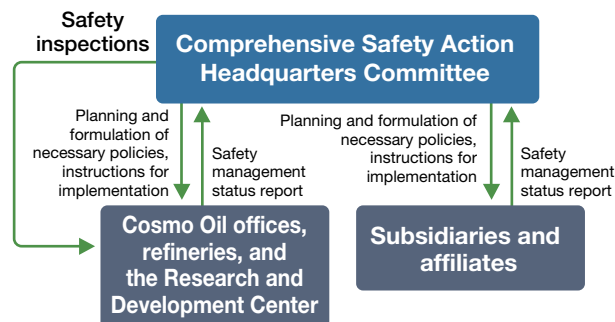 Safety
inspections
Comprehensive Safety Action
Headquarters Committee
Planning and
formulation of
necessary policies,
instructions for
implementation
Safety
management
status report
Planning and formulation of
necessary policies,
instructions for
implementation
Safety
management
status report
Cosmo Oil offices,
refineries, and
the Research and
Development Center
Subsidiaries and
affiliates